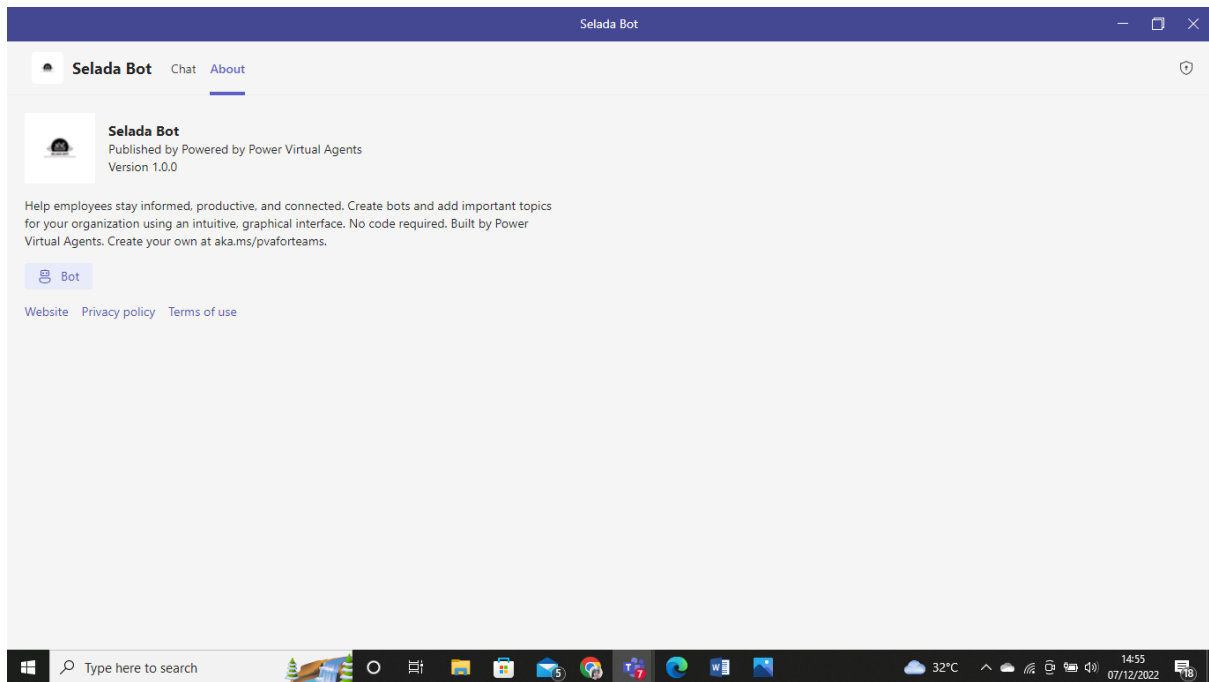 Selada Bot
Selada Bot Chat About
Selada Bot
Published by Powered by Power Virtual Agents
Version 1.0.0
Help employees stay informed, productive, and connected. Create bots and add important topics
for your organization using an intuitive, graphical interface. No code required. Built by Power
Virtual Agents. Create your own at aka.ms/pvaforteams.
Bot
Website Privacy policy Terms of use
Type here to search 5 7 W 32°C 14:55 18
07/12/2022